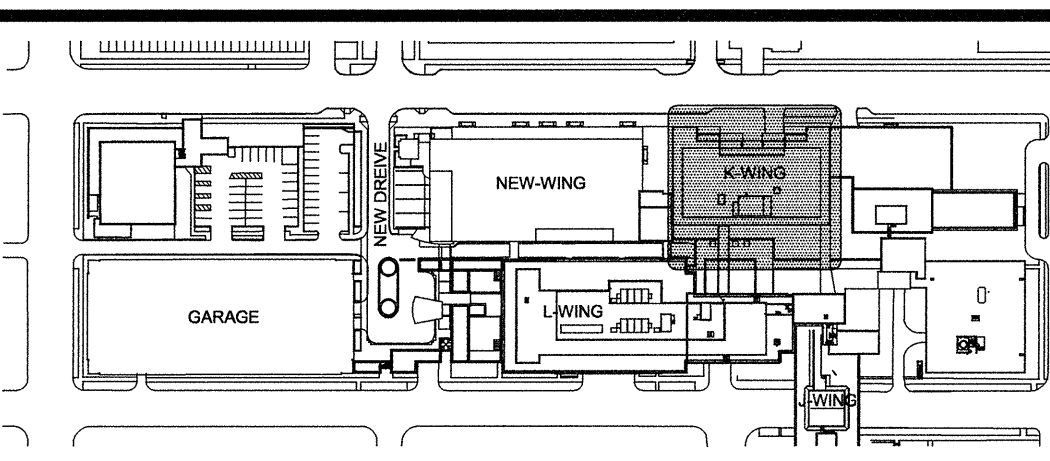 NEW DREIVE
NEW-WING
K-WING
GARAGE
L-WING
J-WING